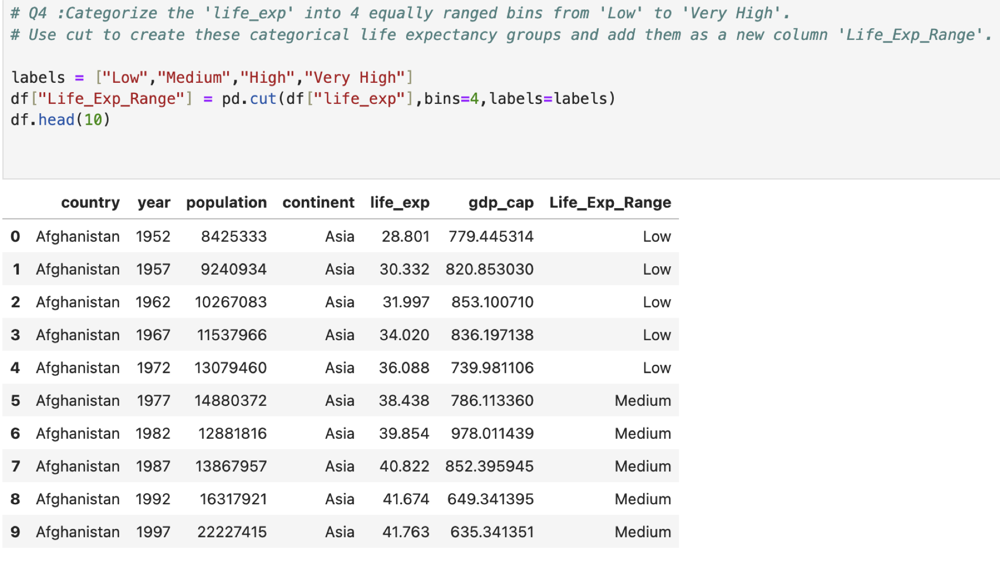 # Q4 :Categorize the 'life_exp' into 4 equally ranged bins from 'Low' to 'Very High'.
# Use cut to create these categorical life expectancy groups and add them as a new column 'Life_Exp_Range'.
labels = ["Low","Medium","High","Very High"]
df["Life_Exp_Range"] = pd.cut(df["life_exp"],bins=4,labels=labels)
df.head(10)
country year population continent life_exp gdp_cap Life_Exp_Range
0 Afghanistan 1952 8425333 Asia 28.801 779.445314 Low
1 Afghanistan 1957 9240934 Asia 30.332 820.853030 Low
2 Afghanistan 1962 10267083 Asia 31.997 853.100710 Low
3 Afghanistan 1967 11537966 Asia 34.020 836.197138 Low
4 Afghanistan 1972 13079460 Asia 36.088 739.981106 Low
5 Afghanistan 1977 14880372 Asia 38.438 786.113360 Medium
6 Afghanistan 1982 12881816 Asia 39.854 978.011439 Medium
7 Afghanistan 1987 13867957 Asia 40.822 852.395945 Medium
8 Afghanistan 1992 16317921 Asia 41.674 649.341395 Medium
9 Afghanistan 1997 22227415 Asia 41.763 635.341351 Medium